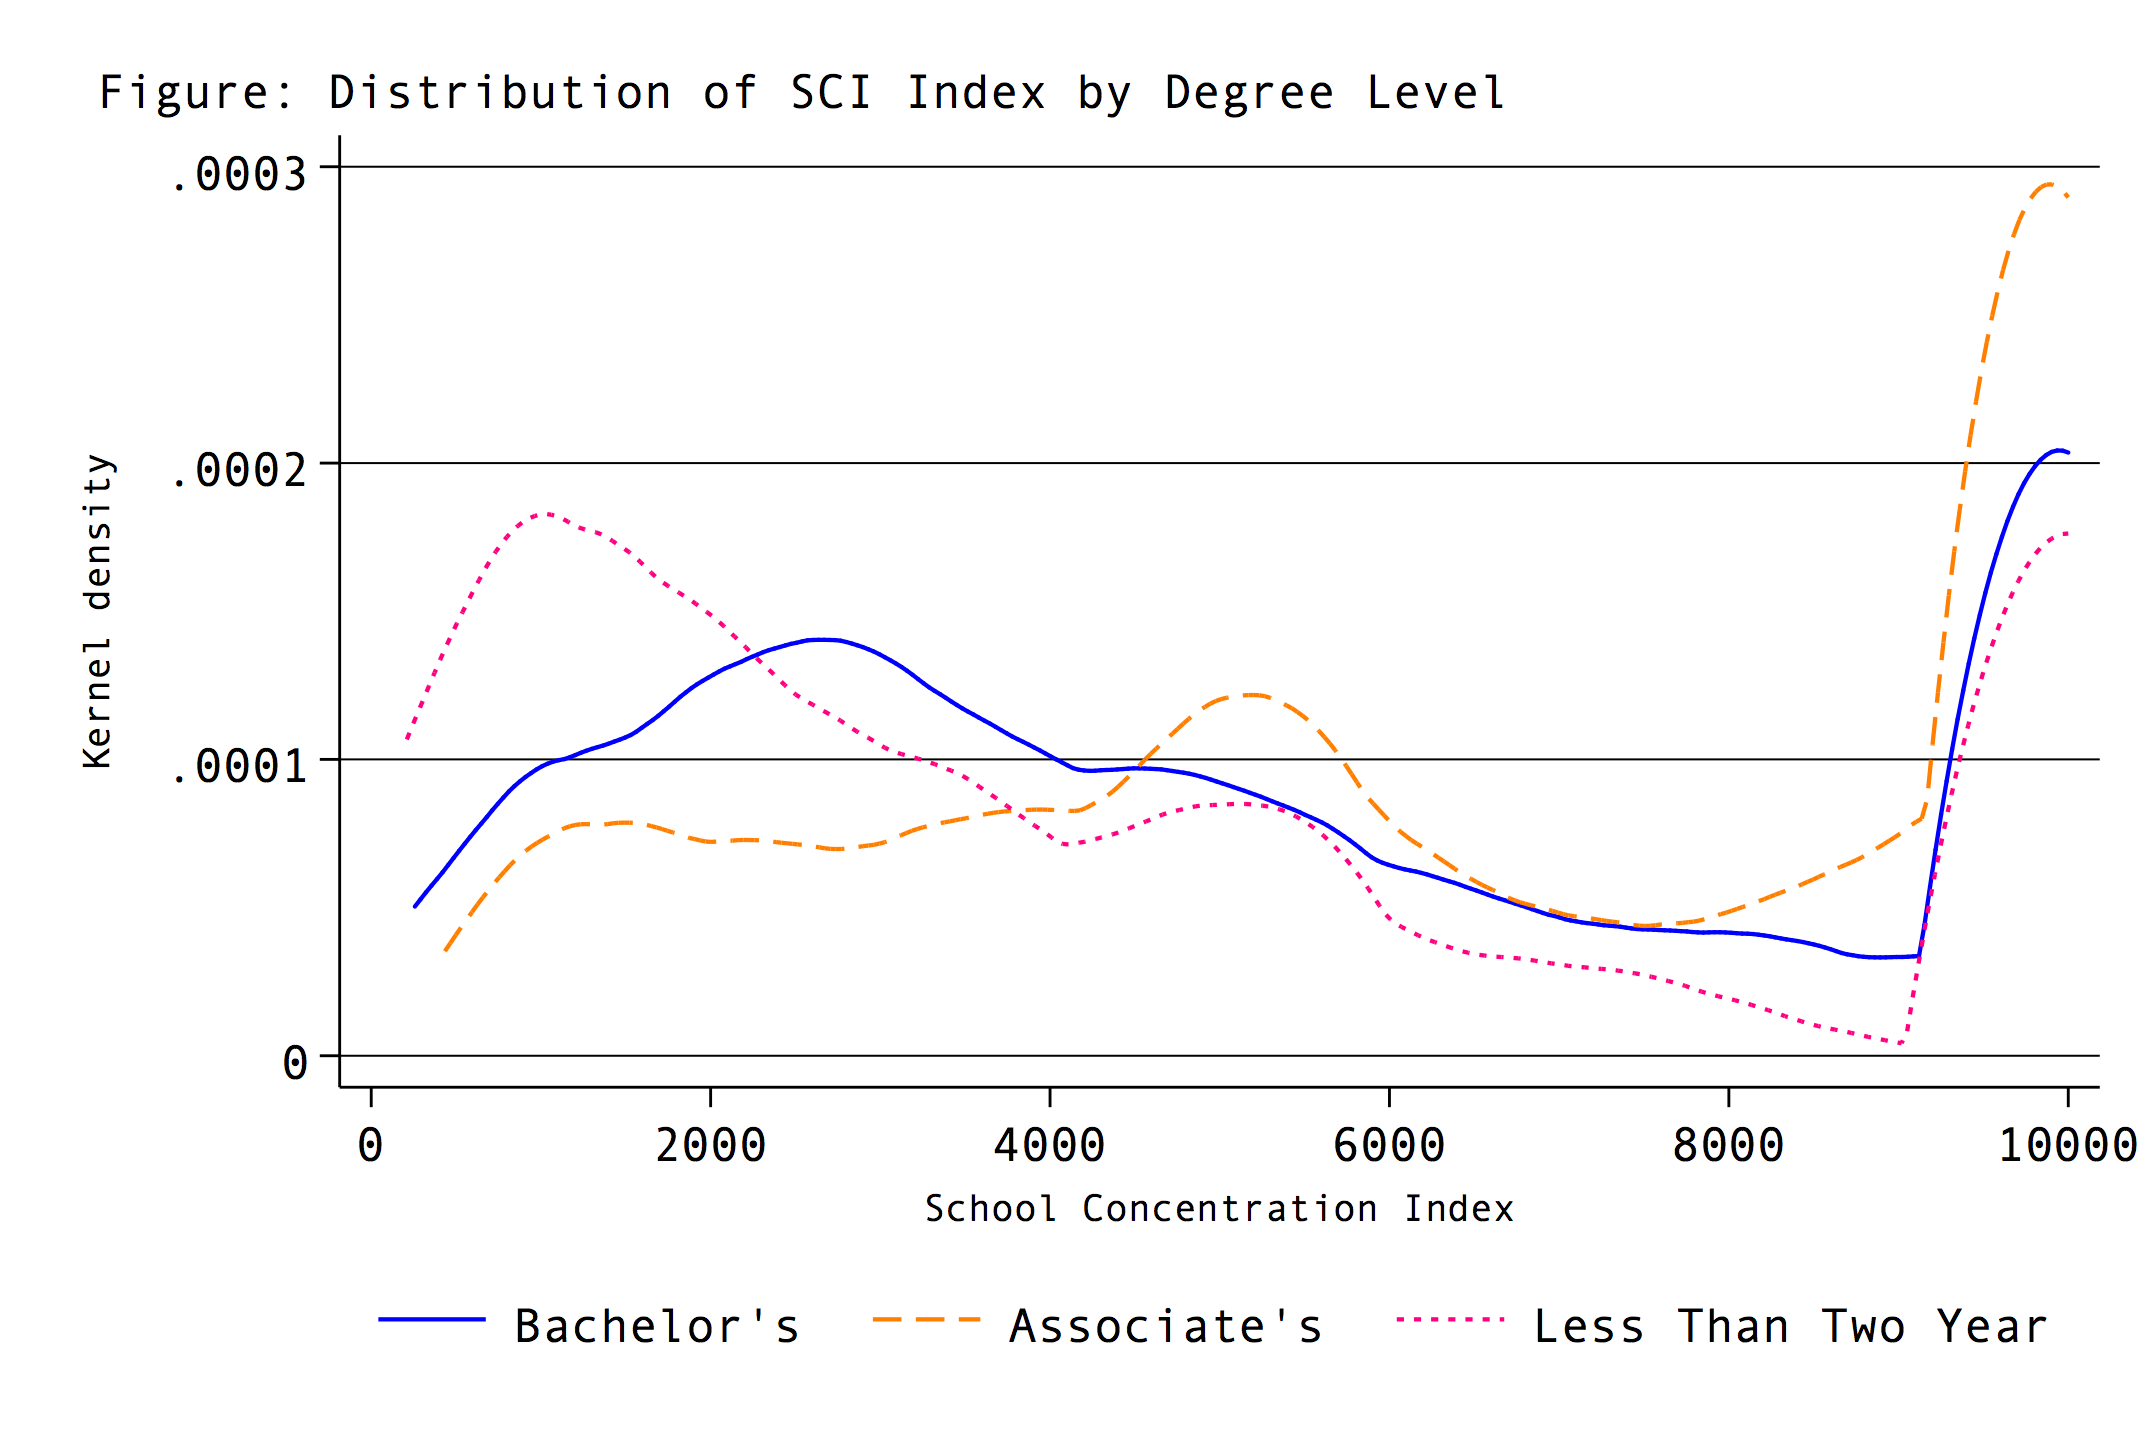 Figure: Distribution of SCI Index by Degree Level
.0003
.0002
.0001
0
Kernel density
0 2000 4000 6000 8000 10000
School Concentration Index
Bachelor's Associate's Less Than Two Year